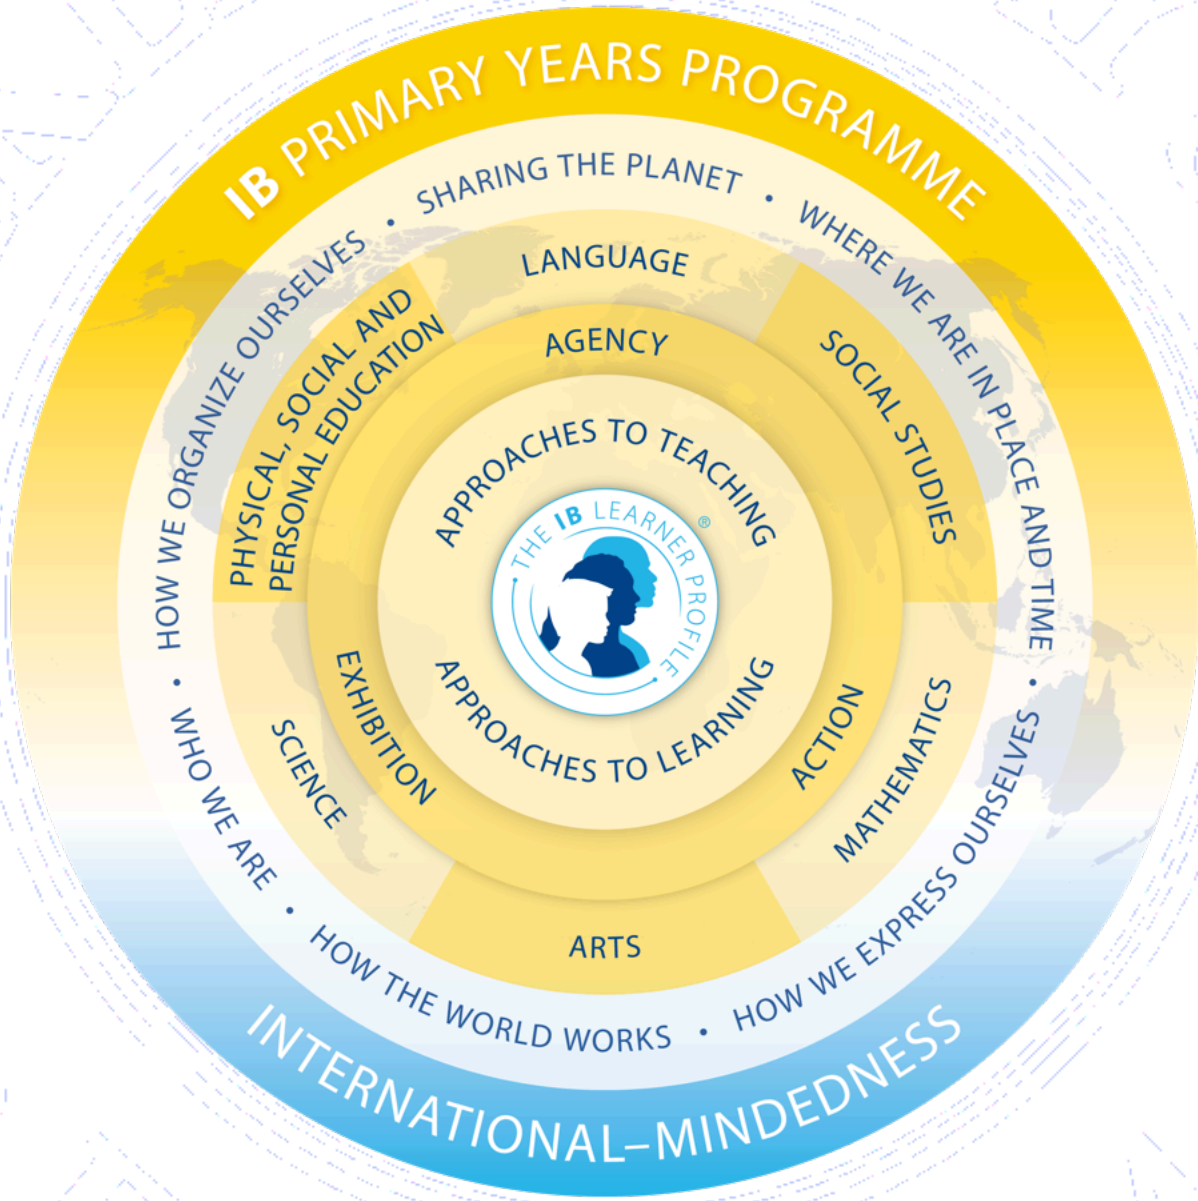 IB PRIMARY YEARS PROGRAMME
SHARING THE PLANET
•
WHERE WE ARE IN PLACE AND TIME
•
HOW WE EXPRESS OURSELVES
•
HOW THE WORLD WORKS
•
WHO WE ARE
•
HOW WE ORGANIZE OURSELVES
•
LANGUAGE
SOCIAL STUDIES
MATHEMATICS
ARTS
SCIENCE
PHYSICAL, SOCIAL AND
PERSONAL EDUCATION
AGENCY
ACTION
EXHIBITION
APPROACHES TO TEACHING
THE IB LEARNER PROFILE
®
APPROACHES TO LEARNING
INTERNATIONAL–MINDEDNESS